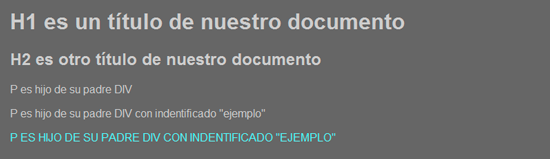 H1 es un título de nuestro documento
H2 es otro título de nuestro documento
P es hijo de su padre DIV
P es hijo de su padre DIV con indentificado "ejemplo"
P ES HIJO DE SU PADRE DIV CON INDENTIFICADO "EJEMPLO"